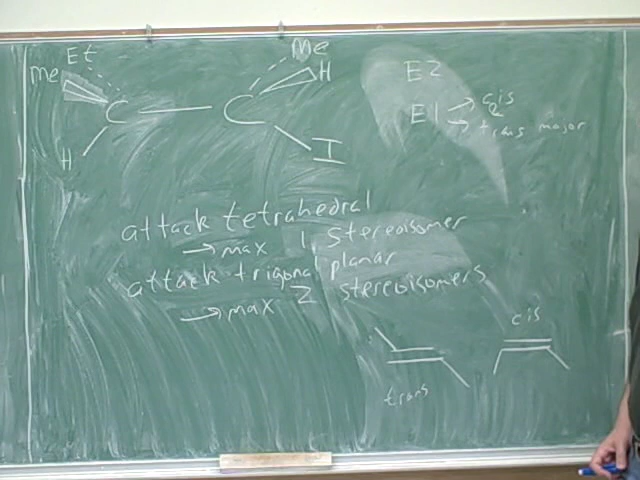 Et
Me
C
H
Me
H
C
I
E2
E1 → cis
→ trans major
attack tetrahedral
→ max 1 stereoisomer
attack trigonal planar
→ max 2 stereoisomers
trans
cis